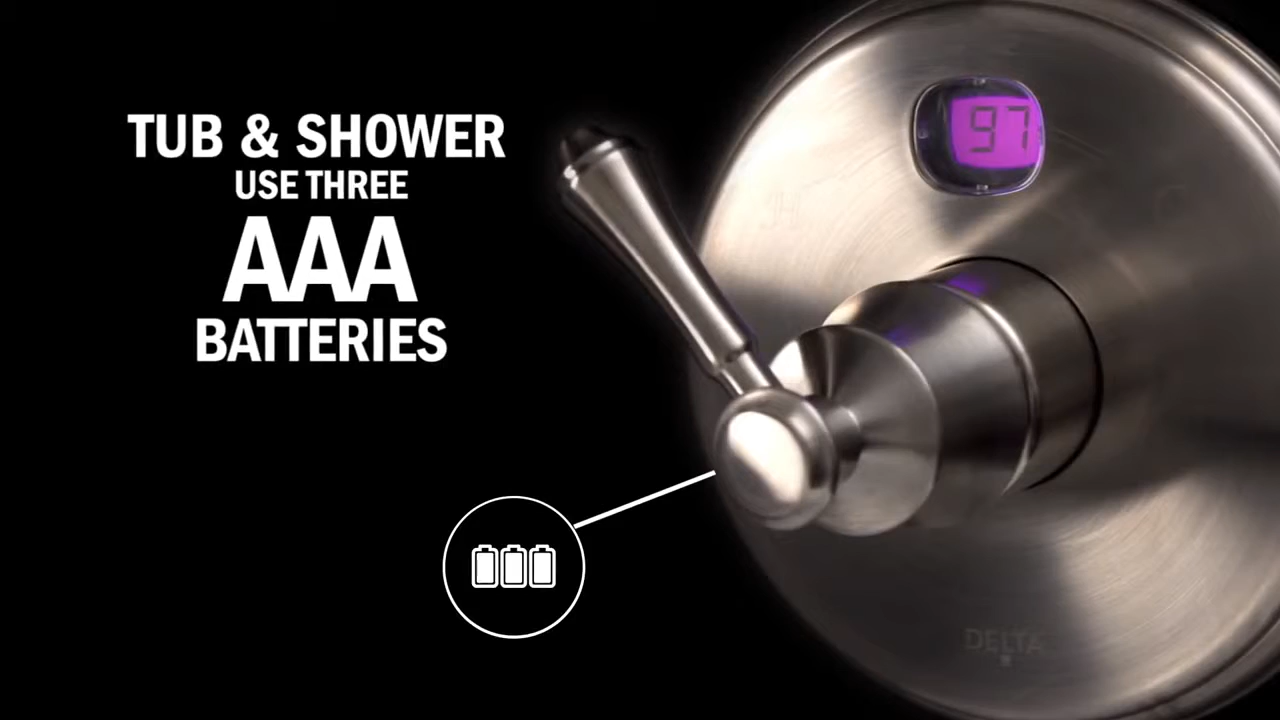 TUB & SHOWER
USE THREE
AAA
BATTERIES
97
DELTA